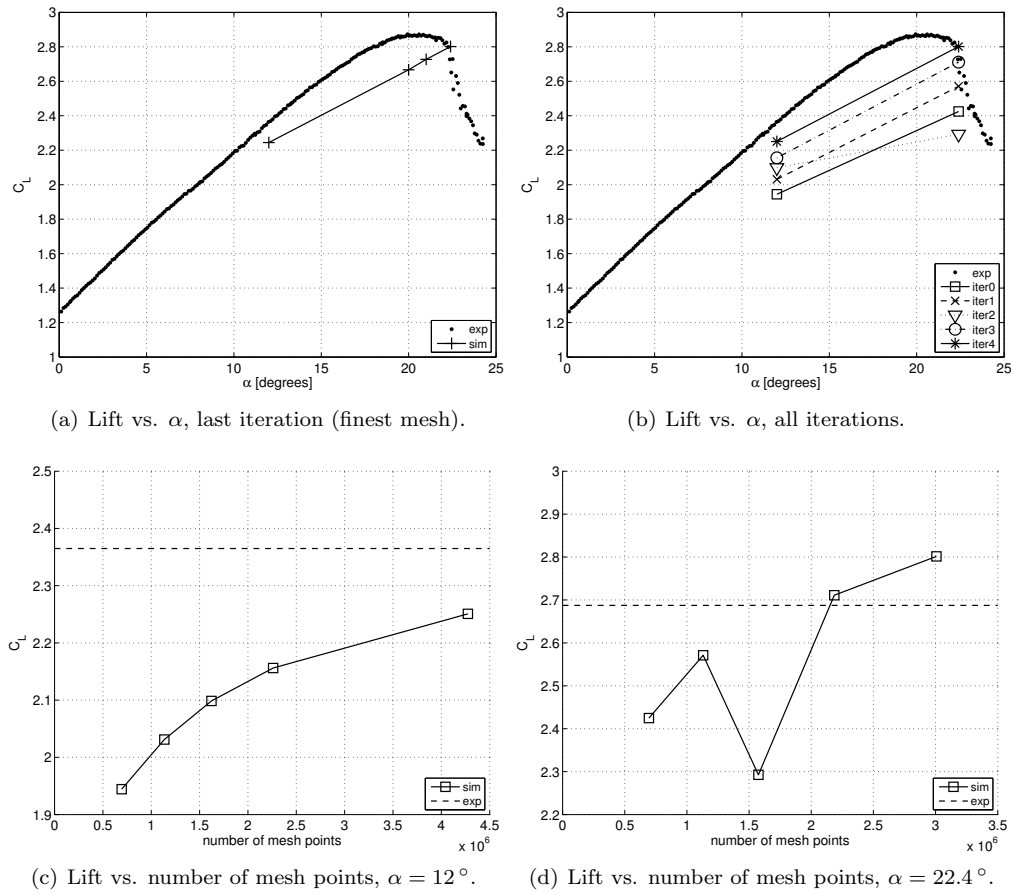 3
2.8
2.6
2.4
2.2
2
1.8
1.6
1.4
1.2
1
C_L
0 5 10 15 20 25
α [degrees]
exp
sim
(a) Lift vs. α, last iteration (finest mesh).
3
2.8
2.6
2.4
2.2
2
1.8
1.6
1.4
1.2
1
C_L
0 5 10 15 20 25
α [degrees]
exp
iter0
iter1
iter2
iter3
iter4
(b) Lift vs. α, all iterations.
2.5
2.4
2.3
2.2
2.1
2
1.9
C_L
0 0.5 1 1.5 2 2.5 3 3.5 4 4.5
number of mesh points
x 10^6
sim
exp
(c) Lift vs. number of mesh points, α = 12°.
3
2.9
2.8
2.7
2.6
2.5
2.4
2.3
2.2
C_L
0 0.5 1 1.5 2 2.5 3 3.5
number of mesh points
x 10^6
sim
exp
(d) Lift vs. number of mesh points, α = 22.4°.